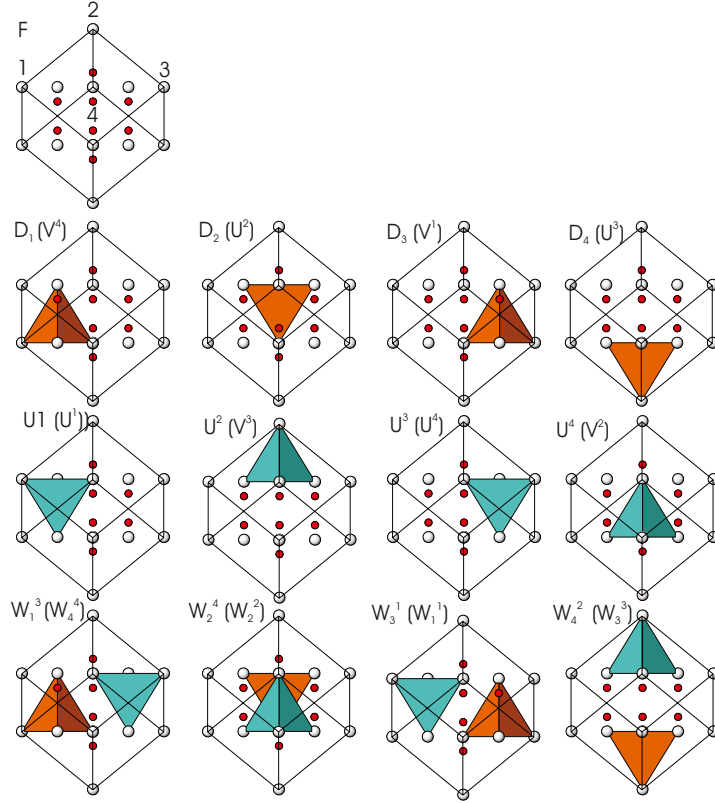 F
2
1
3
4
D₁ (V⁴)
D₂ (U²)
D₃ (V¹)
D₄ (U³)
U1 (U¹))
U² (V³)
U³ (U⁴)
U⁴ (V²)
W₁³ (W₄⁴)
W₂⁴ (W₂²)
W₃¹ (W₁¹)
W₄² (W₃³)